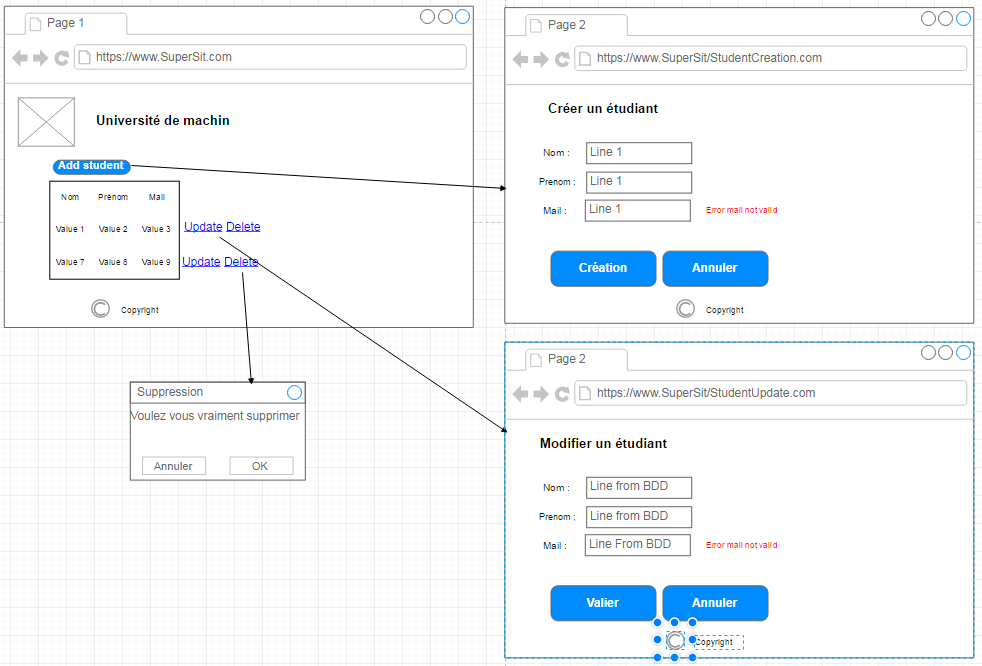 Page 1
https://www.SuperSit.com
Université de machin
Add student
Nom Prénom Mail
Value 1 Value 2 Value 3 Update Delete
Value 7 Value 8 Value 9 Update Delete
Copyright
Suppression
Voulez vous vraiment supprimer
Annuler OK
Page 2
https://www.SuperSit/StudentCreation.com
Créer un étudiant
Nom : Line 1
Prenom : Line 1
Mail : Line 1 Error mail not valid
Création Annuler
Copyright
Page 2
https://www.SuperSit/StudentUpdate.com
Modifier un étudiant
Nom : Line from BDD
Prenom : Line from BDD
Mail : Line From BDD Error mail not valid
Valier Annuler
Copyright